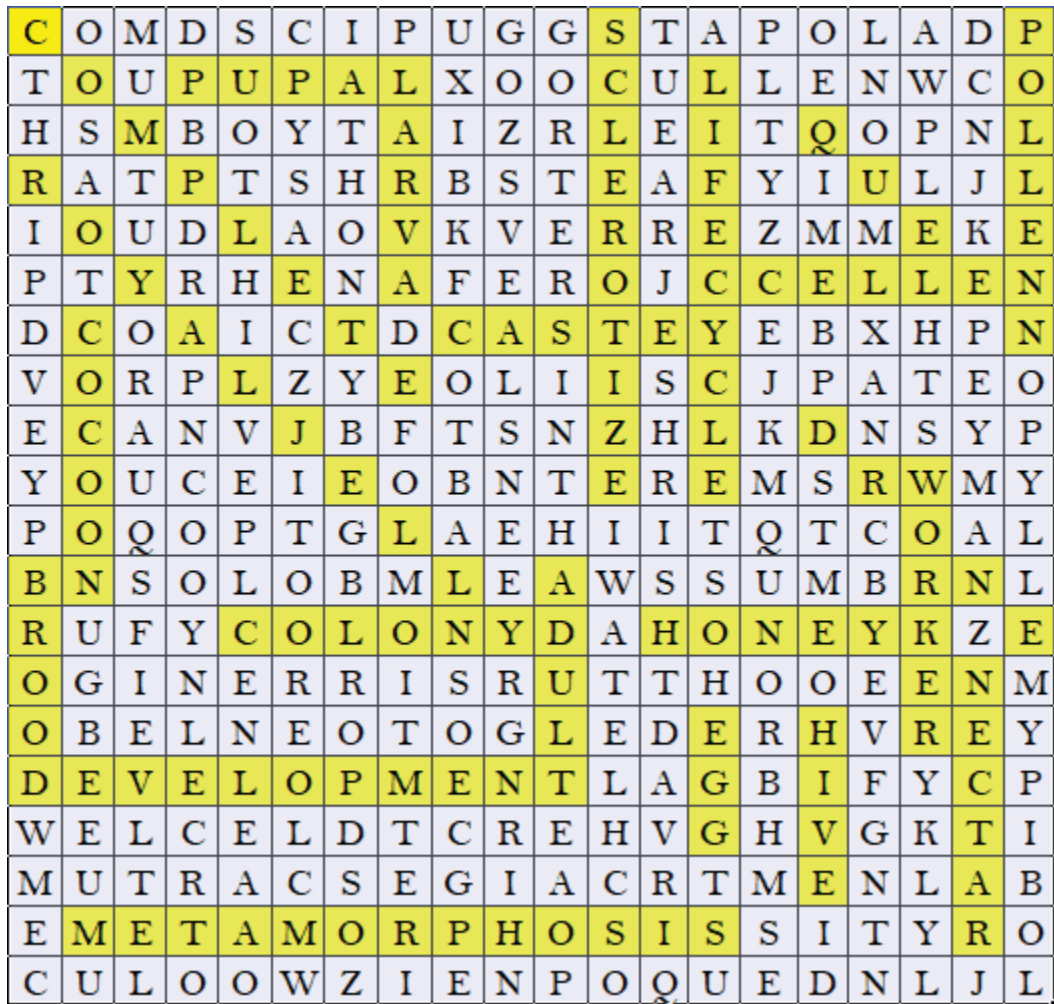 C O M D S C I P U G G S T A P O L A D P
T O U P U P A L X O O C U L L E N W C O
H S M B O Y T A I Z R L E I T Q O P N L
R A T P T S H R B S T E A F Y I U L J L
I O U D L A O V K V E R R E Z M M E K E
P T Y R H E N A F E R O J C C E L L E N
D C O A I C T D C A S T E Y E B X H P N
V O R P L Z Y E O L I I S C J P A T E O
E C A N V J B F T S N Z H L K D N S Y P
Y O U C E I E O B N T E R E M S R W M Y
P O Q O P T G L A E H I I T Q T C O A L
B N S O L O B M L E A W S S U M B R N L
R U F Y C O L O N Y D A H O N E Y K Z E
O G I N E R R I S R U T T H O O E E N M
O B E L N E O T O G L E D E R H V R E Y
D E V E L O P M E N T L A G B I F Y C P
W E L C E L D T C R E H V G H V G K T I
M U T R A C S E G I A C R T M E N L A B
E M E T A M O R P H O S I S S I T Y R O
C U L O O W Z I E N P O Q U E D N L J L